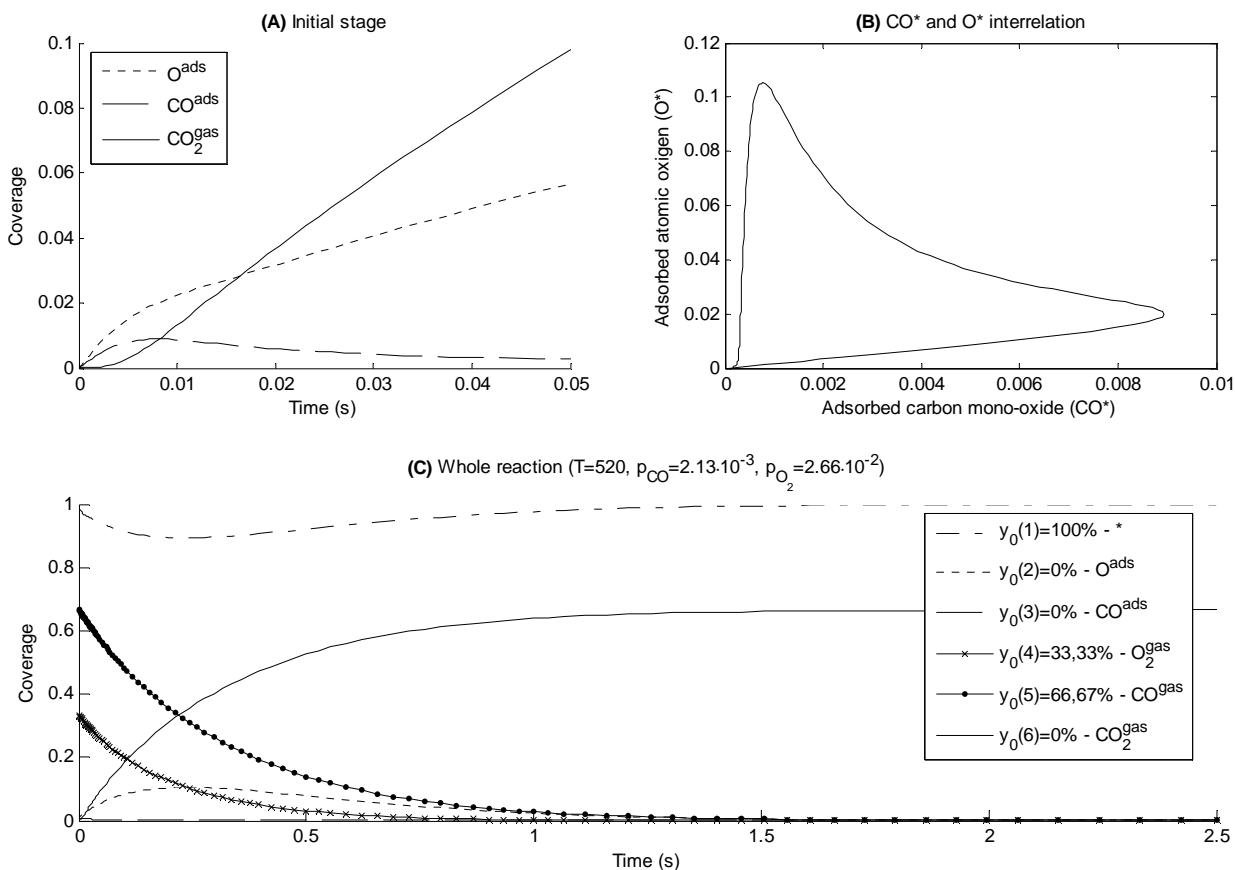 (A) Initial stage
Coverage
0.1
0.08
0.06
0.04
0.02
0
O^ads
CO^ads
CO_2^gas
0 0.01 0.02 0.03 0.04 0.05
Time (s)
(B) CO* and O* interrelation
Adsorbed atomic oxigen (O*)
0.12
0.1
0.08
0.06
0.04
0.02
0
0 0.002 0.004 0.006 0.008 0.01
Adsorbed carbon mono-oxide (CO*)
(C) Whole reaction (T=520, p_CO=2.13·10^-3, p_O_2=2.66·10^-2)
Coverage
1
0.8
0.6
0.4
0.2
0
y_0(1)=100% - *
y_0(2)=0% - O^ads
y_0(3)=0% - CO^ads
y_0(4)=33,33% - O_2^gas
y_0(5)=66,67% - CO^gas
y_0(6)=0% - CO_2^gas
0 0.5 1 1.5 2 2.5
Time (s)